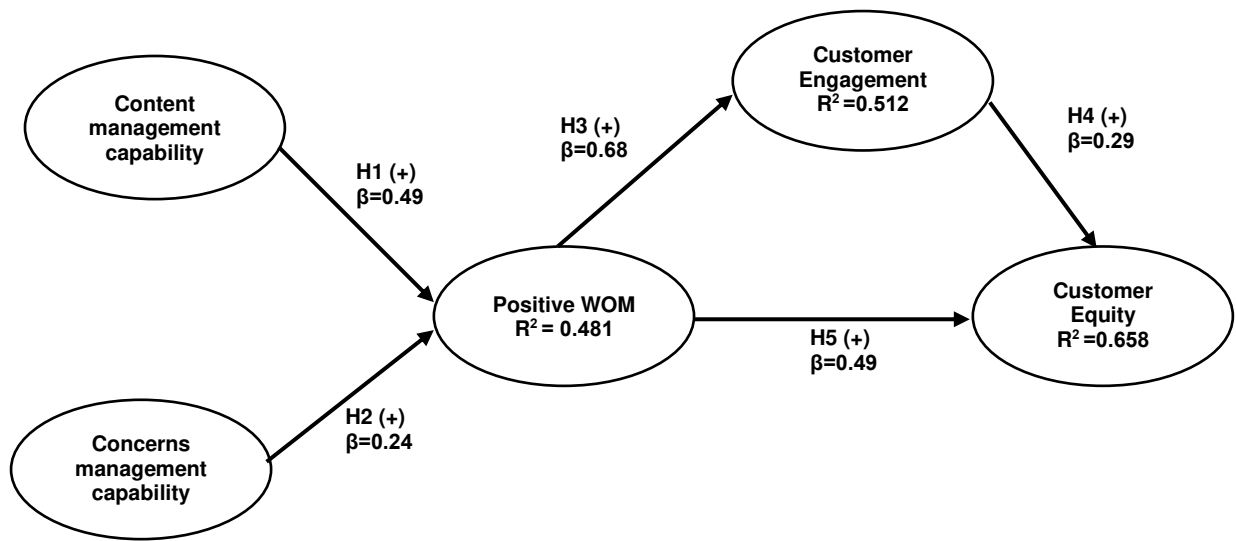 Content
management
capability
H1 (+)
β=0.49
Concerns
management
capability
H2 (+)
β=0.24
Positive WOM
R² = 0.481
H3 (+)
β=0.68
Customer
Engagement
R² =0.512
H4 (+)
β=0.29
H5 (+)
β=0.49
Customer
Equity
R² =0.658